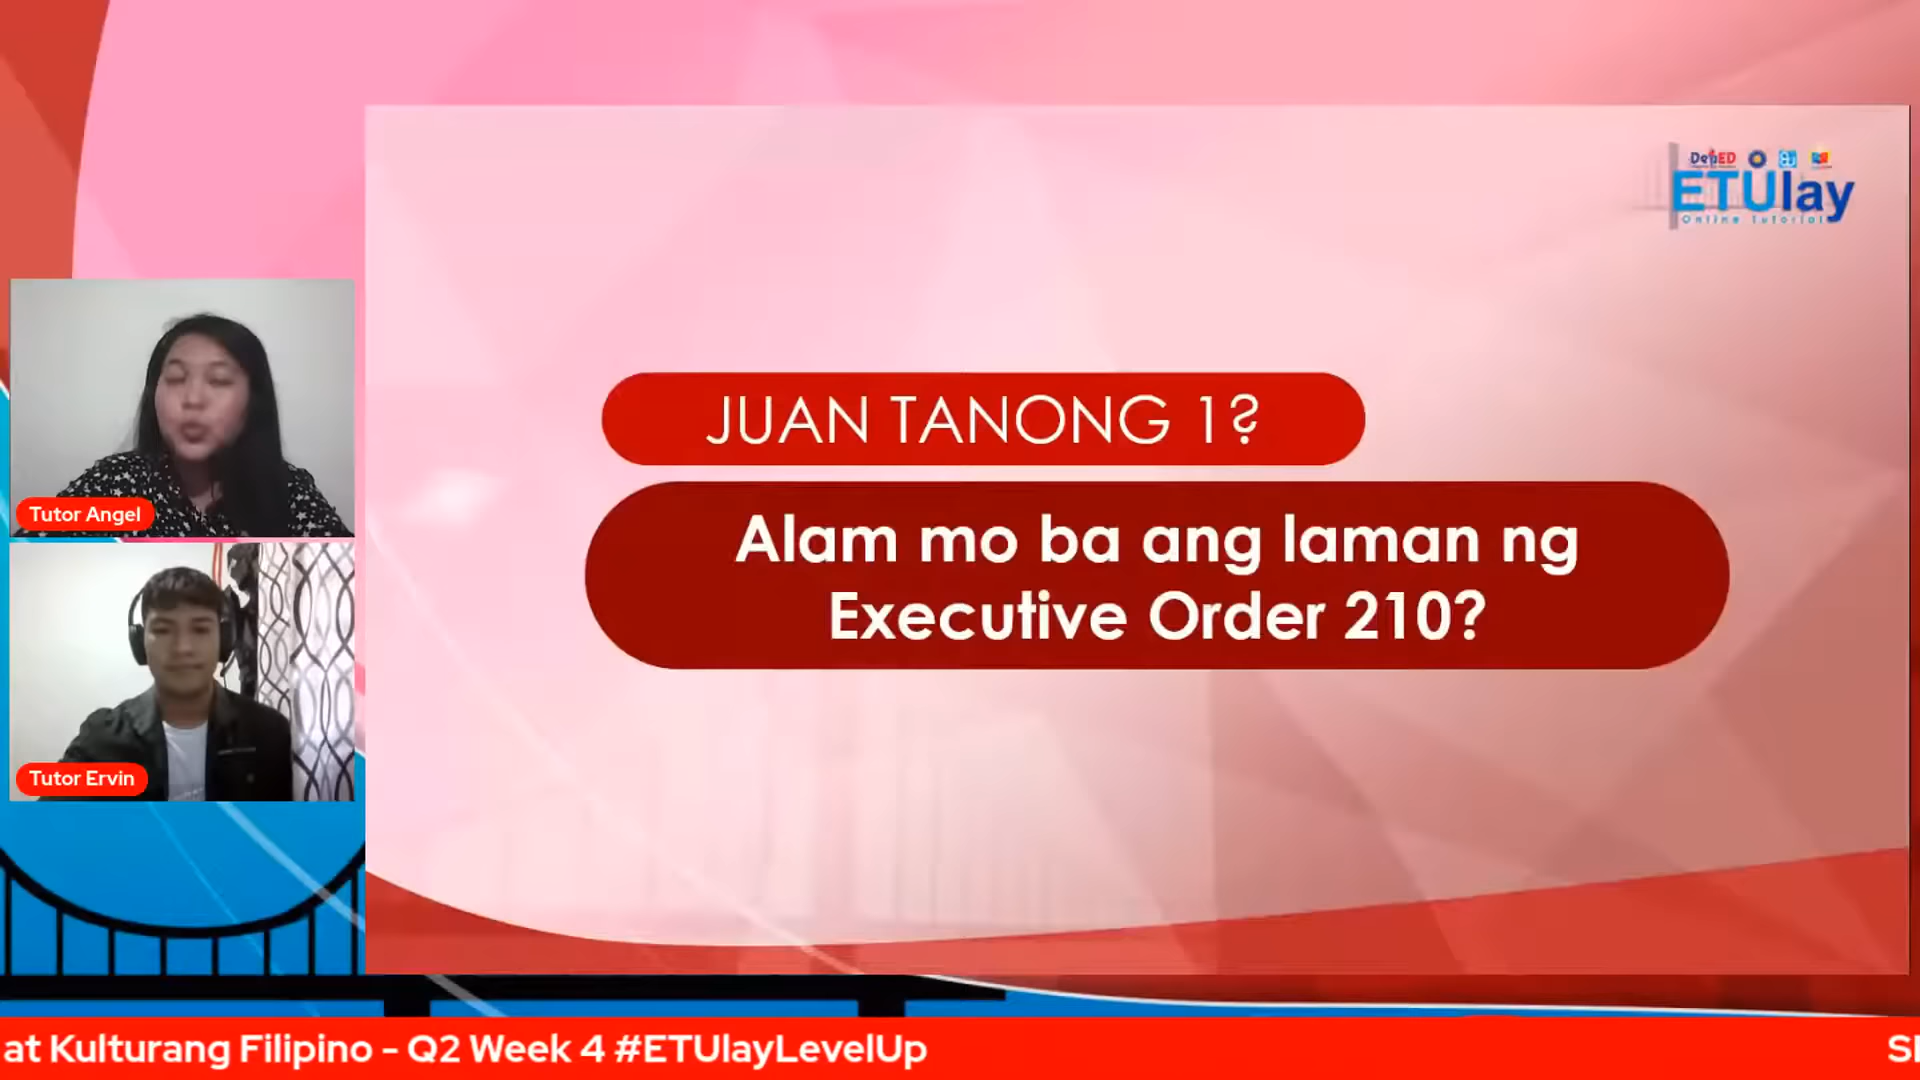 DepED
ETUlay
Online Tutorial
JUAN TANONG 1?
Alam mo ba ang laman ng
Executive Order 210?
Tutor Angel
Tutor Ervin
at Kulturang Filipino - Q2 Week 4 #ETUlayLevelUp